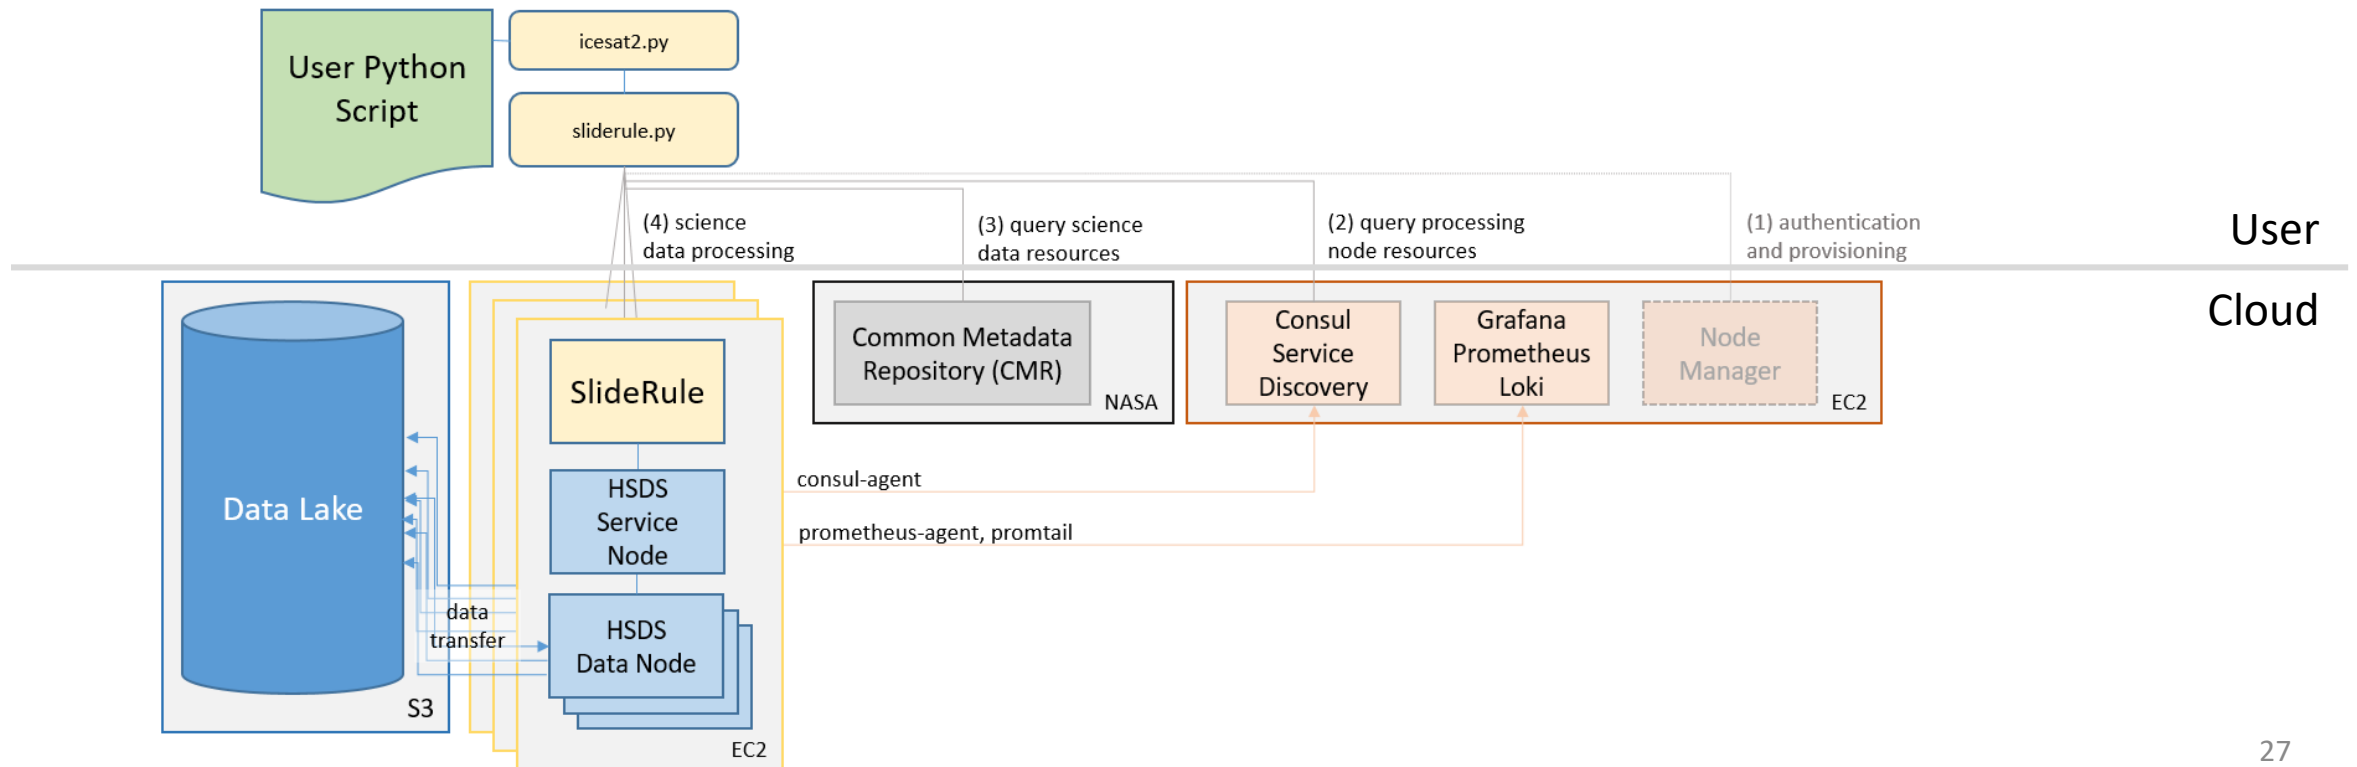 User Python
Script
icesat2.py
sliderule.py
(4) science
data processing
(3) query science
data resources
(2) query processing
node resources
(1) authentication
and provisioning
User
Cloud
Data Lake
S3
SlideRule
HSDS
Service
Node
HSDS
Data Node
EC2
data
transfer
Common Metadata
Repository (CMR)
NASA
Consul
Service
Discovery
Grafana
Prometheus
Loki
Node
Manager
EC2
consul-agent
prometheus-agent, promtail
27